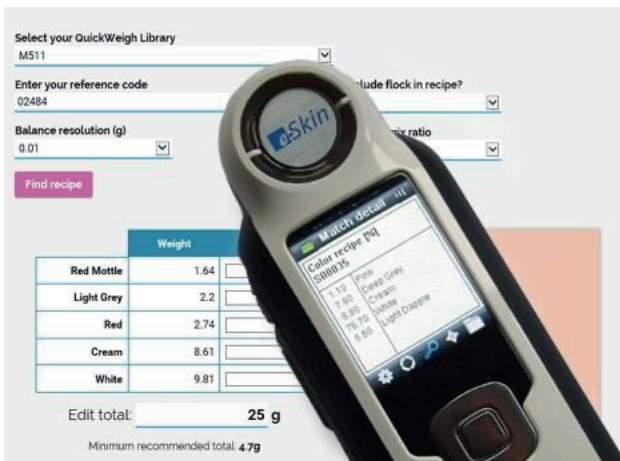 Select your QuickWeigh Library
M511
Enter your reference code
lude flock in recipe?
02484
Balance resolution (g)
mix ratio
0.01
Find recipe
e-Skin
Match detail
Color recipe [%]
S00035
1.10 Pink
7.90 Deep Grey
8.80 Cream
76.70 White
5.50 Light Dapple
Weight
Red Mottle 1.64
Light Grey 2.2
Red 2.74
Cream 8.61
White 9.81
Edit total: 25 g
Minimum recommended total: 4.7g